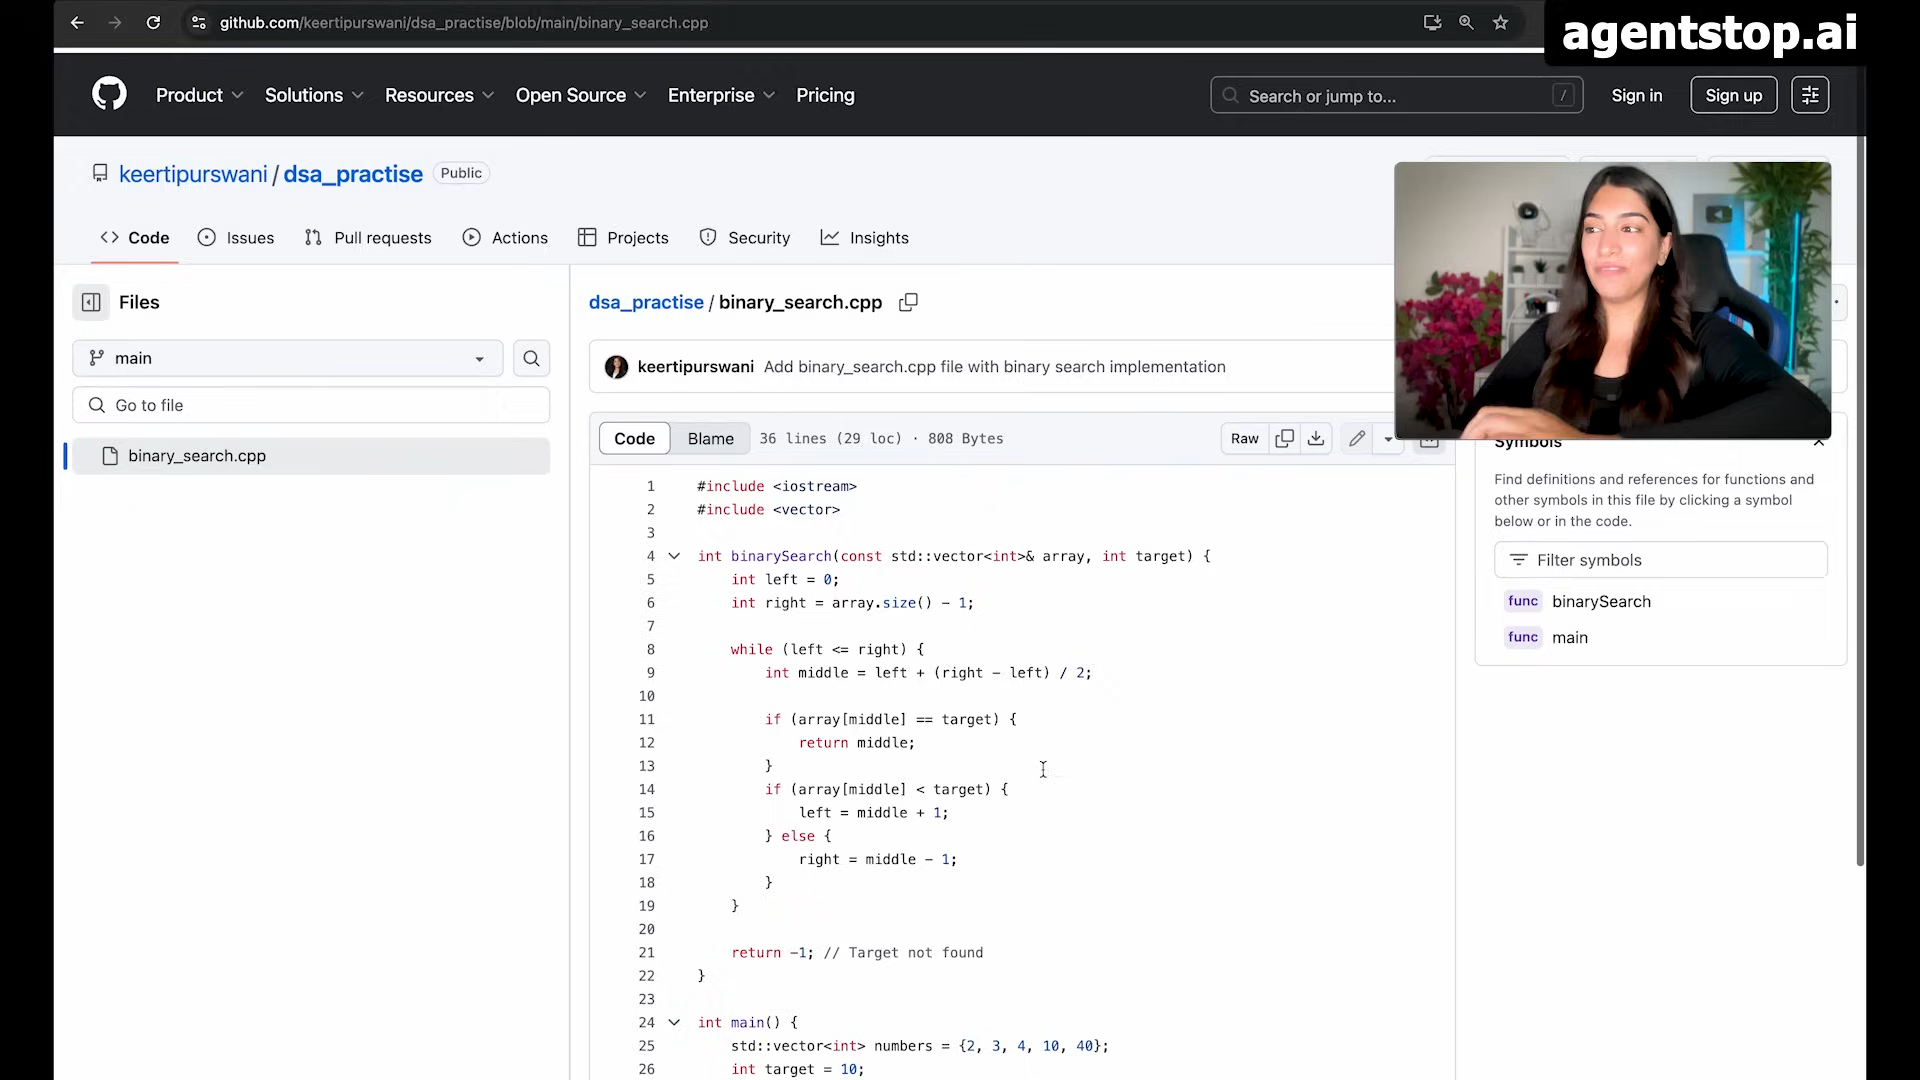 github.com/keertipurswani/dsa_practise/blob/main/binary_search.cpp
agentstop.ai
Product
Solutions
Resources
Open Source
Enterprise
Pricing
Search or jump to...
/
Sign in
Sign up
keertipurswani / dsa_practise
Public
Code
Issues
Pull requests
Actions
Projects
Security
Insights
Files
main
Go to file
binary_search.cpp
dsa_practise / binary_search.cpp
keertipurswani Add binary_search.cpp file with binary search implementation
Code
Blame
36 lines (29 loc) · 808 Bytes
Raw
1 #include <iostream>
2 #include <vector>
3
4 int binarySearch(const std::vector<int>& array, int target) {
5 int left = 0;
6 int right = array.size() - 1;
7
8 while (left <= right) {
9 int middle = left + (right - left) / 2;
10
11 if (array[middle] == target) {
12 return middle;
13 }
14 if (array[middle] < target) {
15 left = middle + 1;
16 } else {
17 right = middle - 1;
18 }
19 }
20
21 return -1; // Target not found
22 }
23
24 int main() {
25 std::vector<int> numbers = {2, 3, 4, 10, 40};
26 int target = 10;
Symbols
Find definitions and references for functions and
other symbols in this file by clicking a symbol
below or in the code.
Filter symbols
func binarySearch
func main